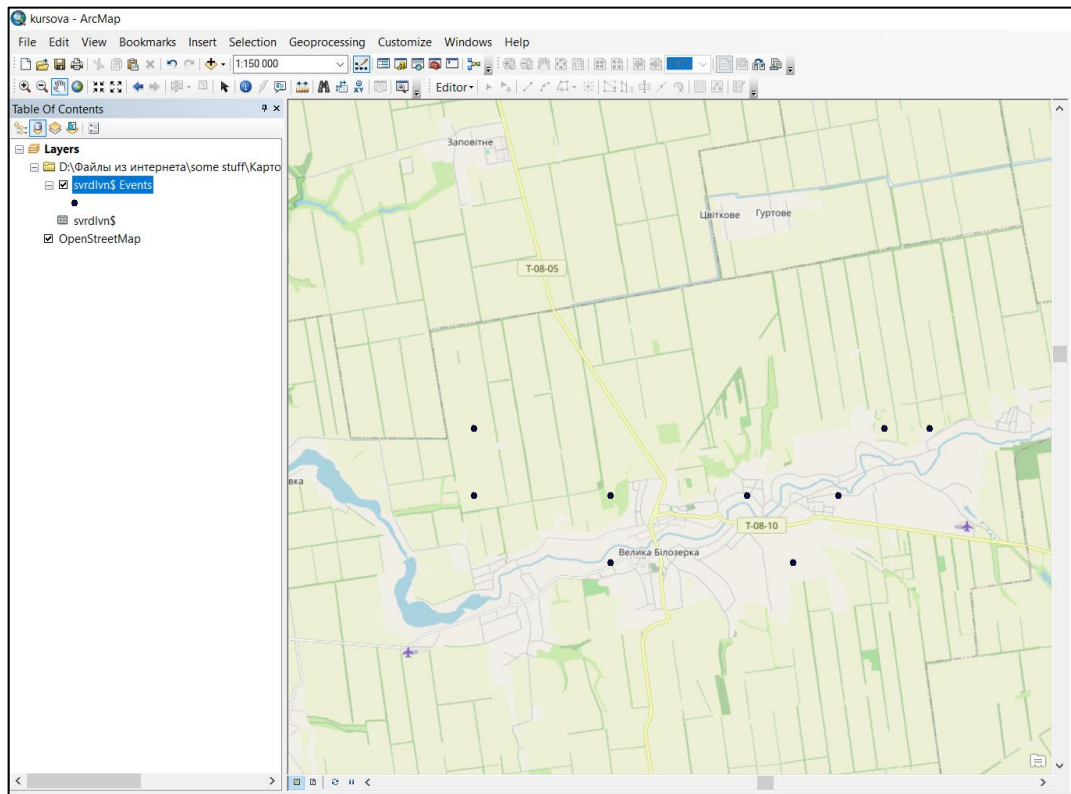 kursova - ArcMap
File Edit View Bookmarks Insert Selection Geoprocessing Customize Windows Help
1:150 000
100%
Editor
Table Of Contents
Layers
D:\Файлы из интернета\some stuff\Карто
svrdlvn$ Events
svrdlvn$
OpenStreetMap
Заповітне
Цвіткове Гуртове
T-08-05
вка
T-08-10
Велика Білозерка